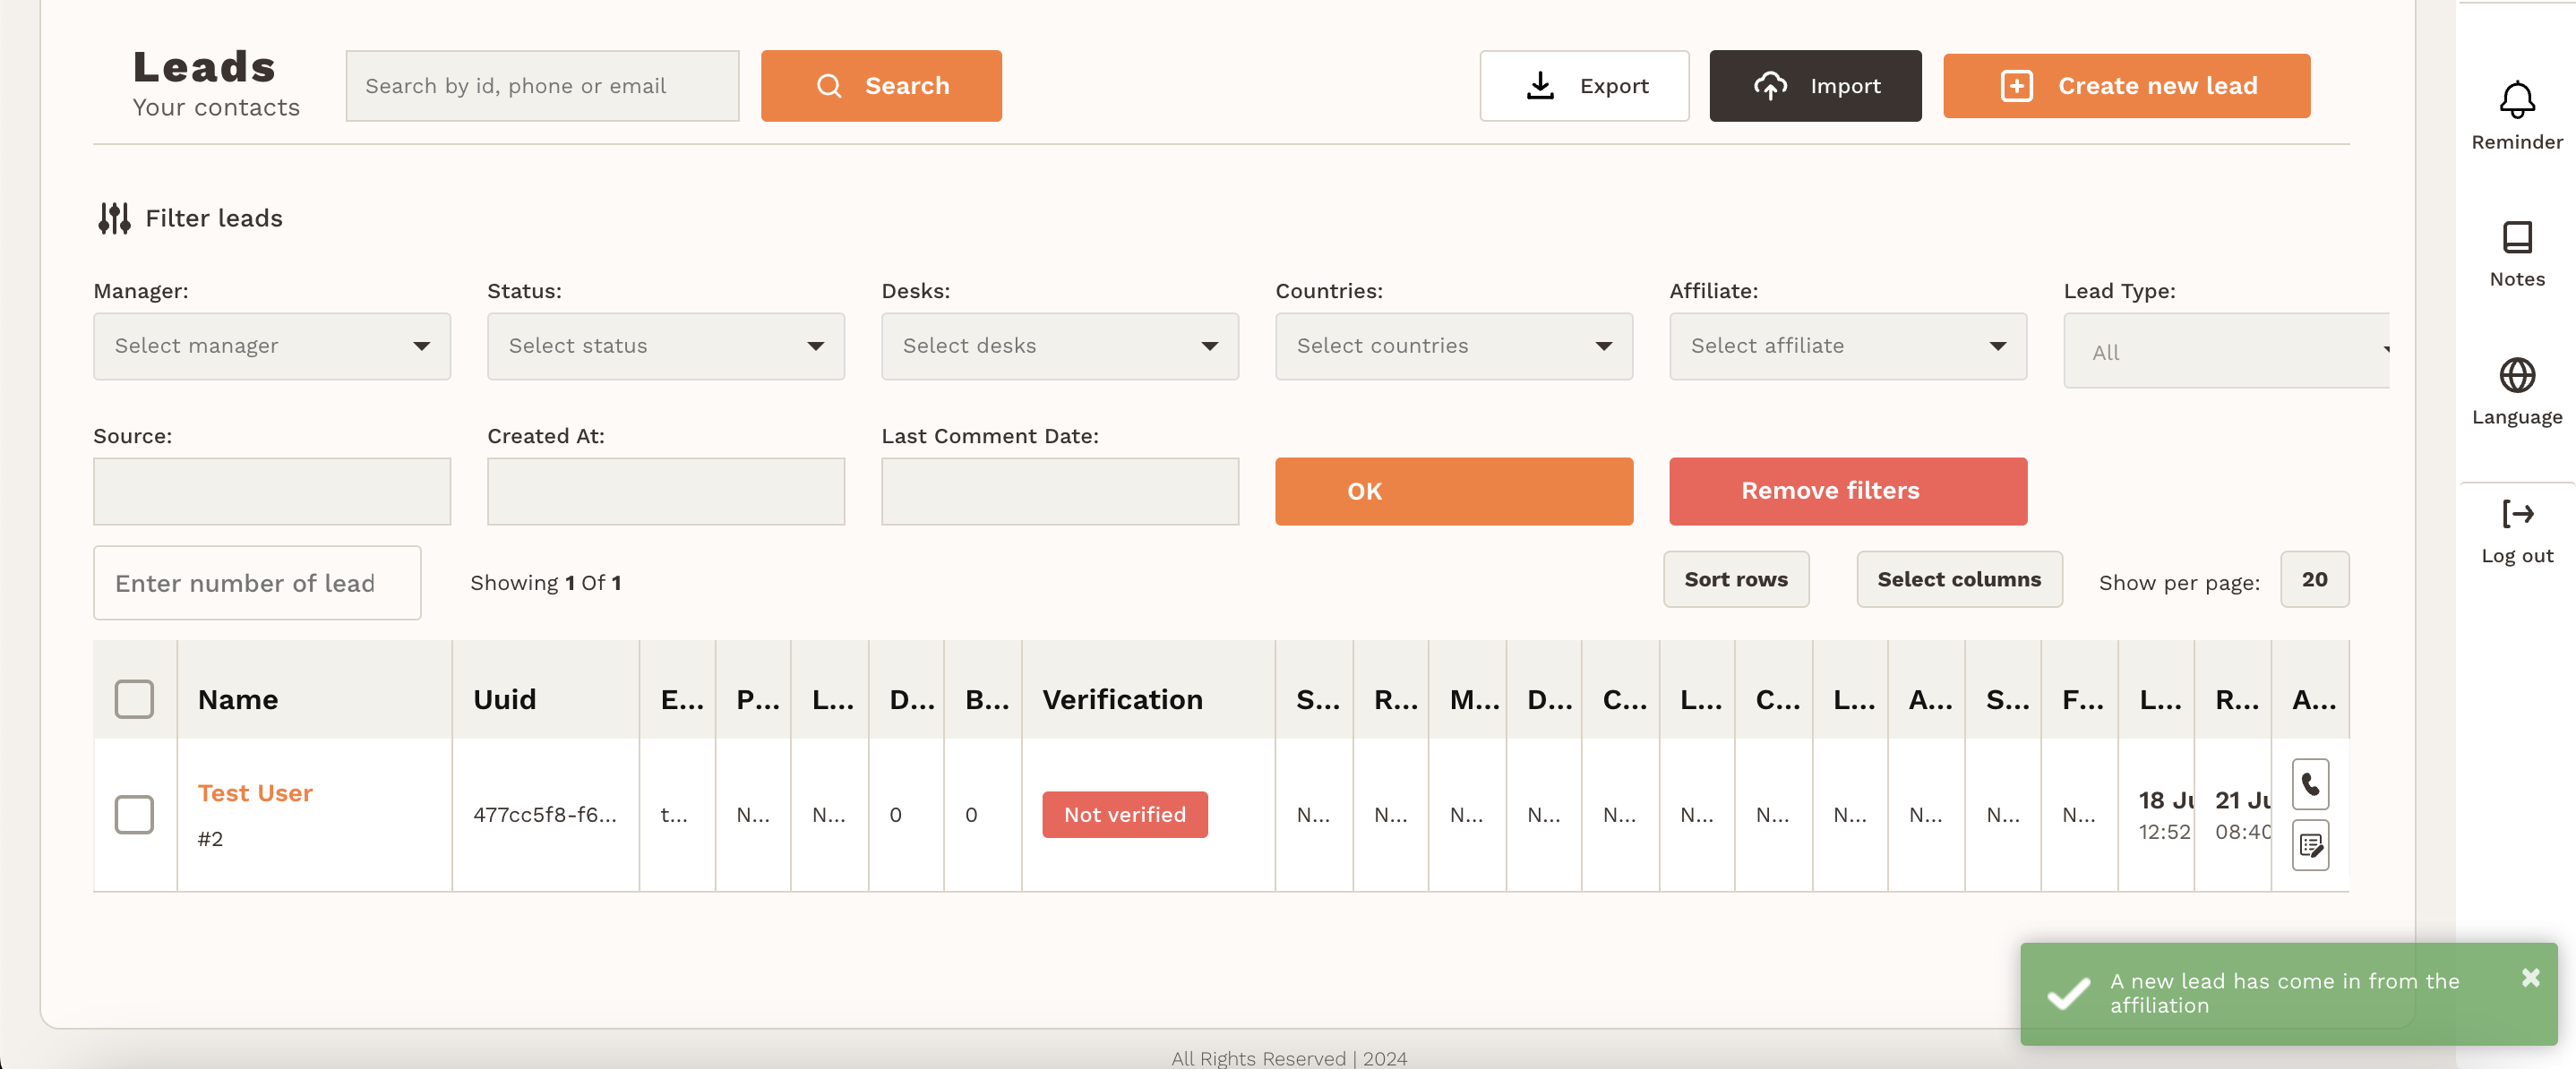 Leads
Your contacts
Search by id, phone or email
Search
Export
Import
Create new lead
Reminder
Notes
Language
Log out
Filter leads
Manager:
Status:
Desks:
Countries:
Affiliate:
Lead Type:
Select manager
Select status
Select desks
Select countries
Select affiliate
All
Source:
Created At:
Last Comment Date:
OK
Remove filters
Enter number of lead
Showing 1 Of 1
Sort rows
Select columns
Show per page:
20
Name
Uuid
E...
P...
L...
D...
B...
Verification
S...
R...
M...
D...
C...
L...
C...
L...
A...
S...
F...
L...
R...
A...
Test User
#2
477cc5f8-f6...
t...
N...
N...
0
0
Not verified
N...
N...
N...
N...
N...
N...
N...
N...
N...
N...
N...
18 Ju
12:52
21 Ju
08:40
A new lead has come in from the
affiliation
All Rights Reserved | 2024